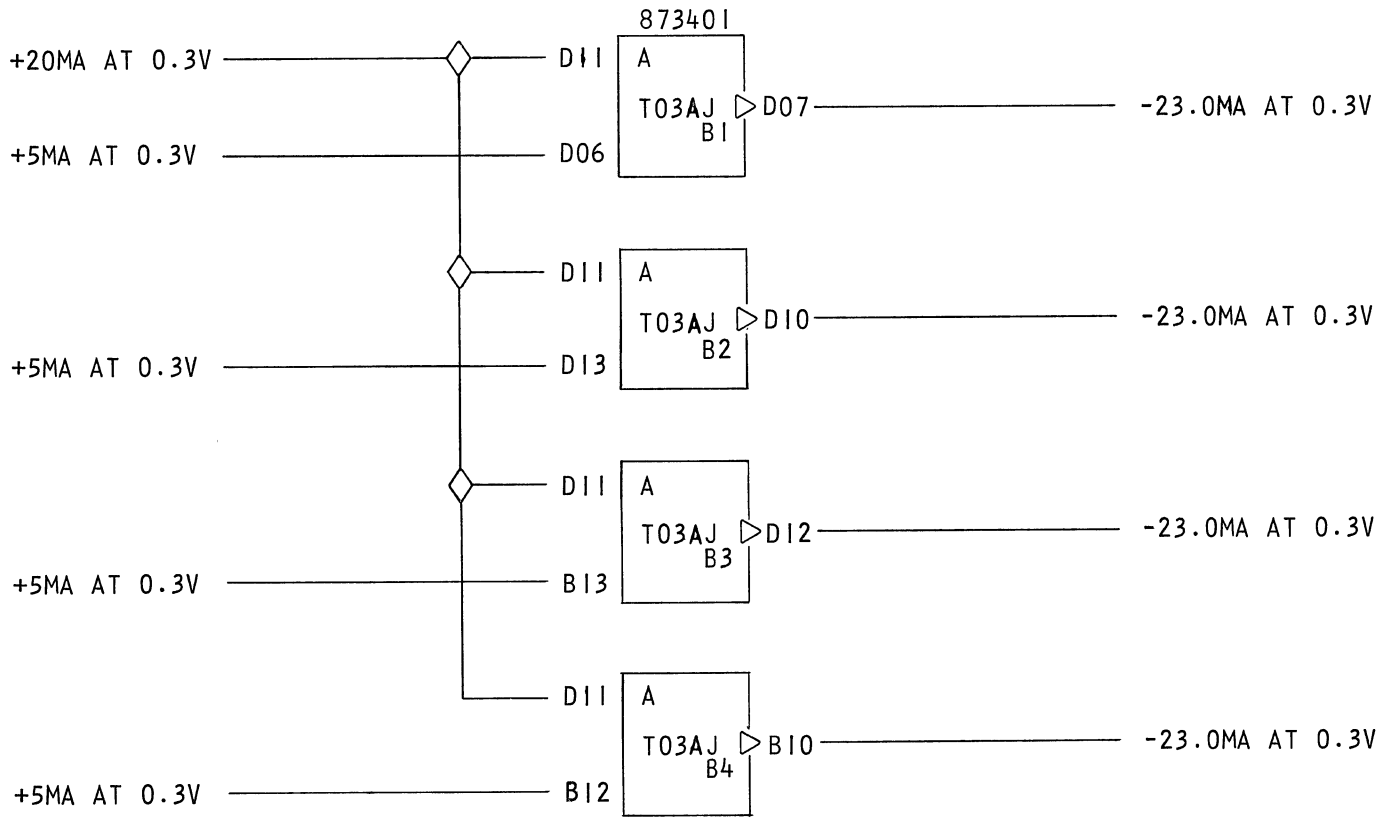 873401
+20MA AT 0.3V D11 A
T03AJ D07 -23.0MA AT 0.3V
B1
+5MA AT 0.3V D06
D11 A
T03AJ D10 -23.0MA AT 0.3V
B2
+5MA AT 0.3V D13
D11 A
T03AJ D12 -23.0MA AT 0.3V
B3
+5MA AT 0.3V B13
D11 A
T03AJ B10 -23.0MA AT 0.3V
B4
+5MA AT 0.3V B12